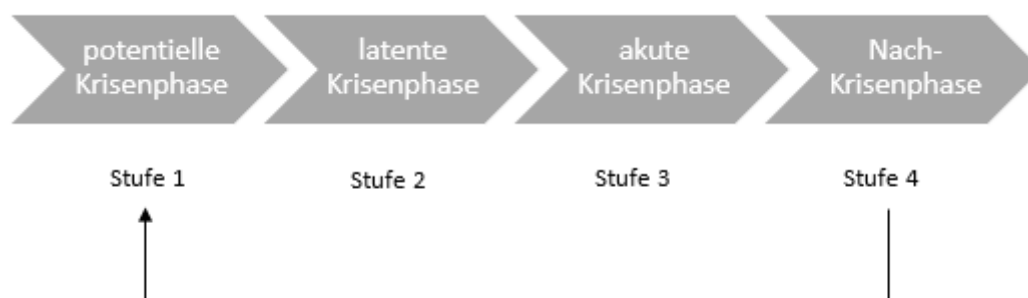 potentielle
Krisenphase
latente
Krisenphase
akute
Krisenphase
Nach-
Krisenphase
Stufe 1
Stufe 2
Stufe 3
Stufe 4